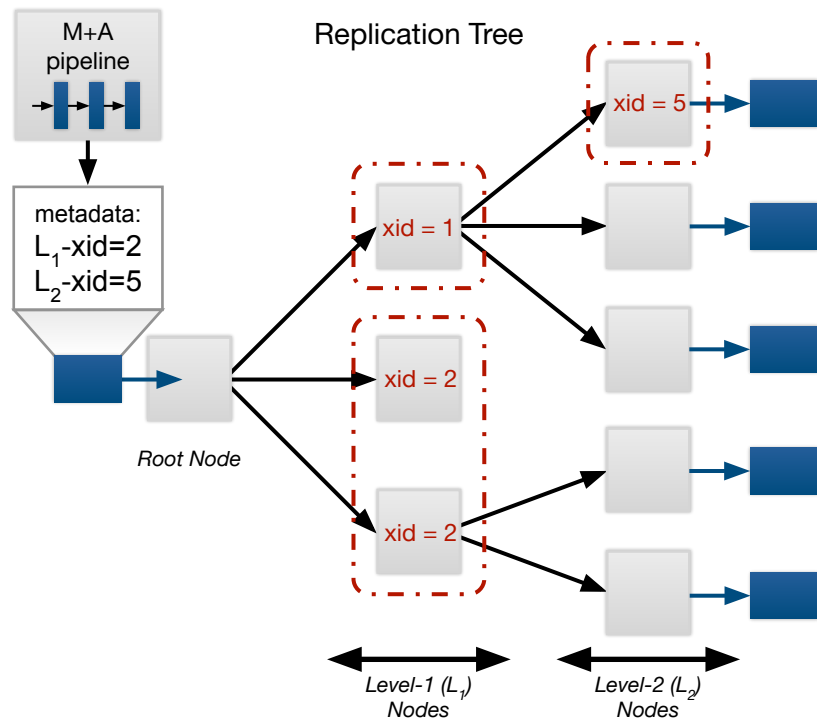 Replication Tree
M+A
pipeline
metadata:
L1-xid=2
L2-xid=5
Root Node
xid = 1
xid = 2
xid = 2
xid = 5
Level-1 (L1)
Nodes
Level-2 (L2)
Nodes